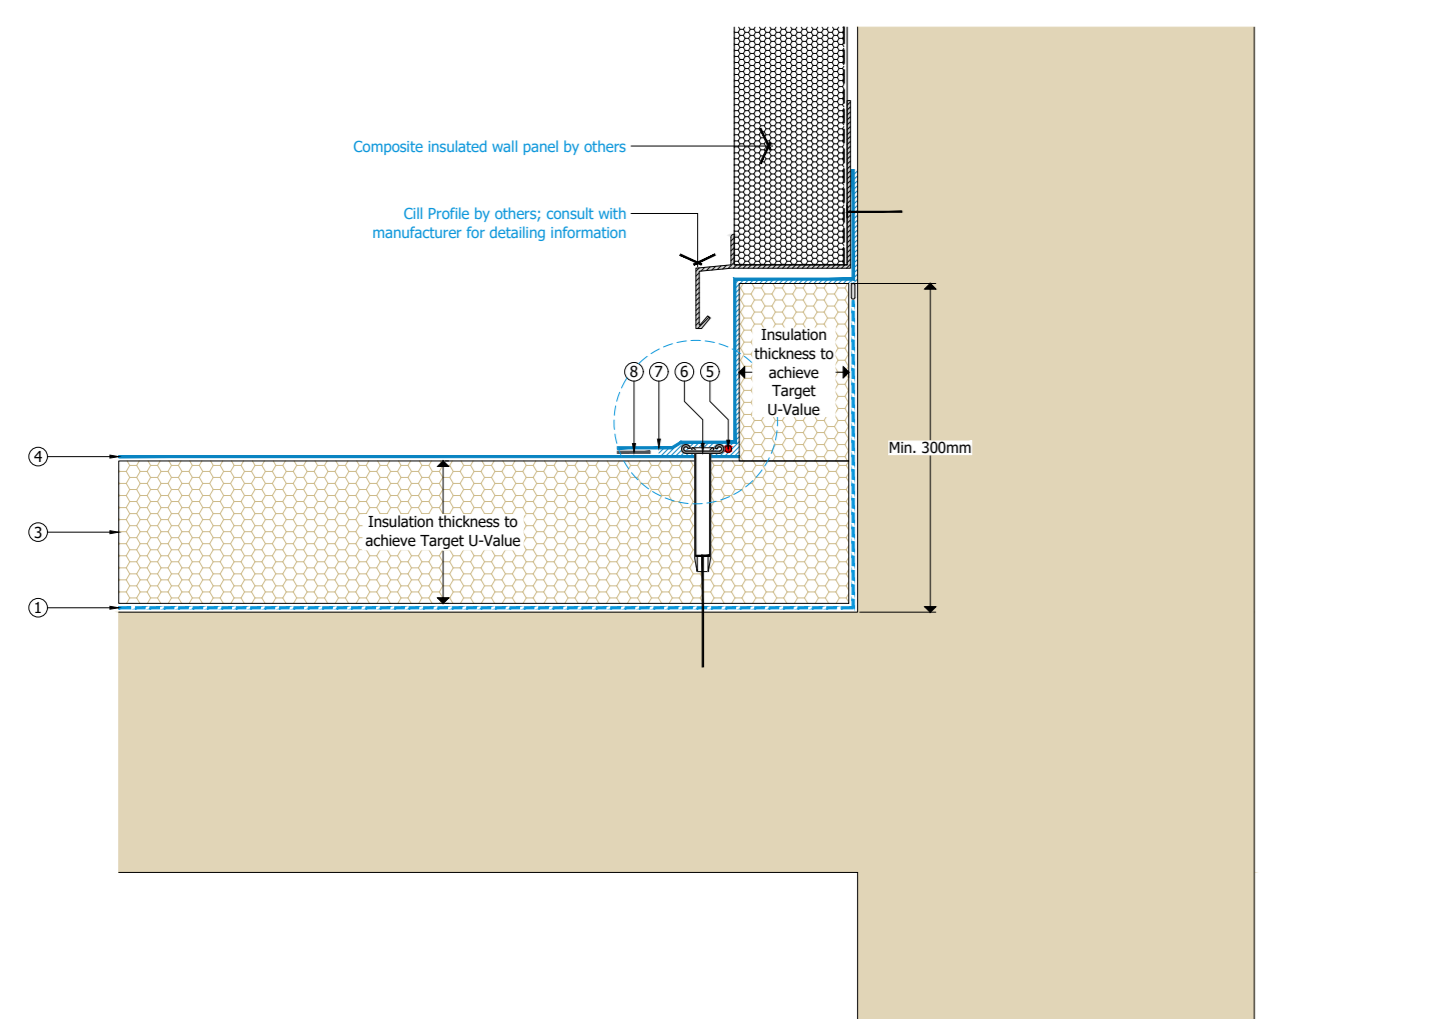 Composite insulated wall panel by others
Cill Profile by others; consult with
manufacturer for detailing information
Insulation
thickness to
achieve
Target
U-Value
8 7 6 5
Min. 300mm
4
Insulation thickness to
achieve Target U-Value
3
1